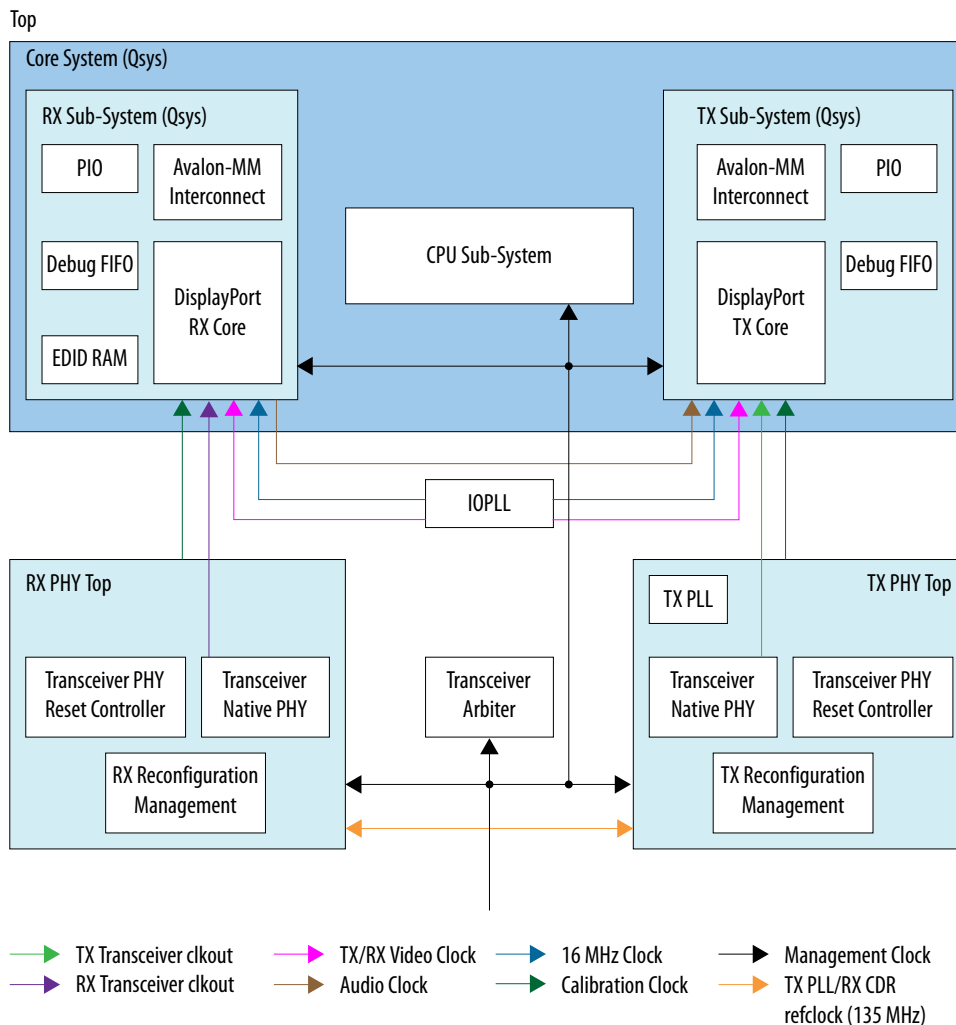 Top
Core System (Qsys)
RX Sub-System (Qsys)
PIO
Avalon-MM
Interconnect
Debug FIFO
DisplayPort
RX Core
EDID RAM
CPU Sub-System
TX Sub-System (Qsys)
Avalon-MM
Interconnect
PIO
DisplayPort
TX Core
Debug FIFO
IOPLL
RX PHY Top
Transceiver PHY
Reset Controller
Transceiver
Native PHY
RX Reconfiguration
Management
Transceiver
Arbiter
TX PHY Top
TX PLL
Transceiver
Native PHY
Transceiver PHY
Reset Controller
TX Reconfiguration
Management
TX Transceiver clkout
TX/RX Video Clock
16 MHz Clock
Management Clock
RX Transceiver clkout
Audio Clock
Calibration Clock
TX PLL/RX CDR
refclock (135 MHz)